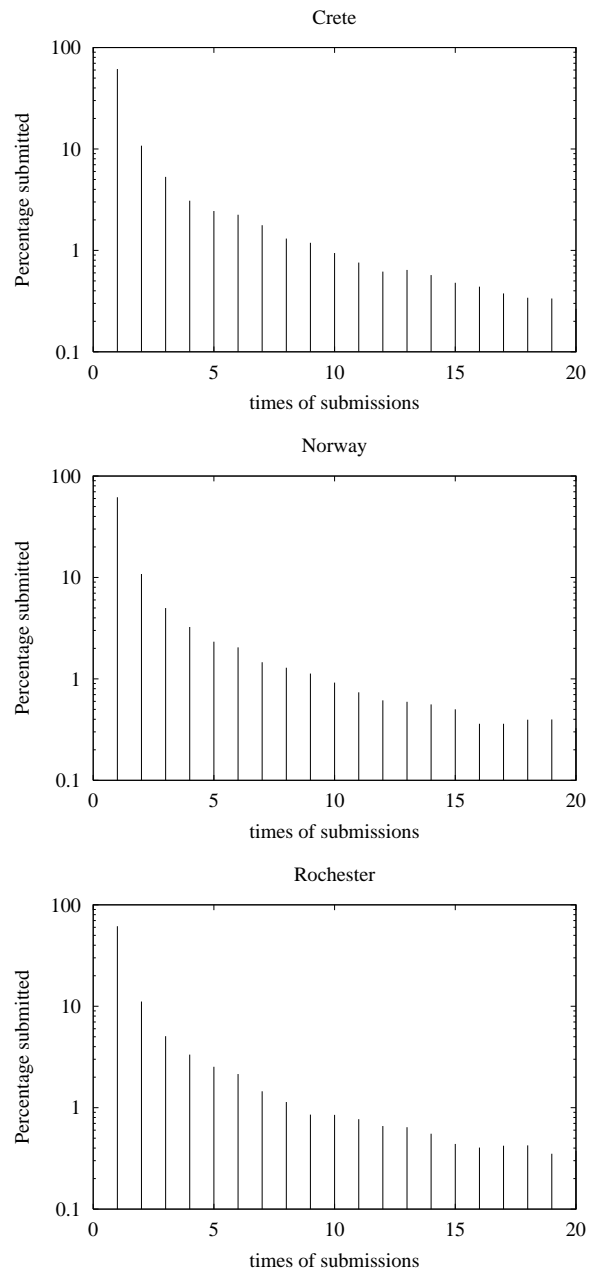 Crete
100
10
1
0.1
Percentage submitted
0 5 10 15 20
times of submissions
Norway
100
10
1
0.1
Percentage submitted
0 5 10 15 20
times of submissions
Rochester
100
10
1
0.1
Percentage submitted
0 5 10 15 20
times of submissions